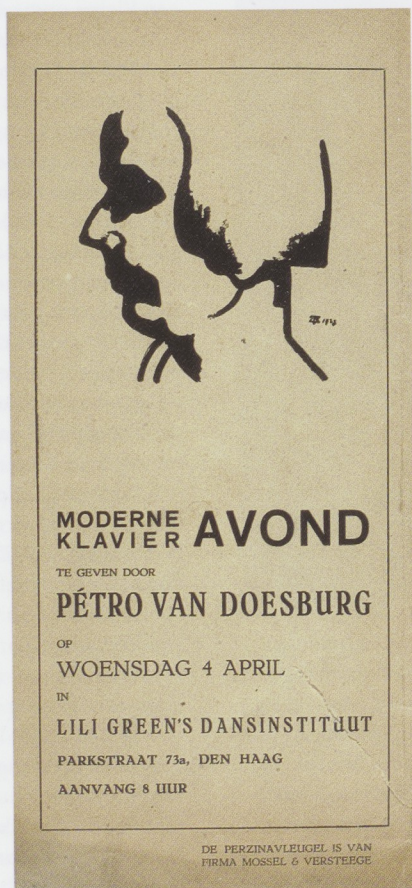 MODERNE
KLAVIER AVOND
TE GEVEN DOOR
PÉTRO VAN DOESBURG
OP
WOENSDAG 4 APRIL
IN
LILI GREEN'S DANSINSTITUUT
PARKSTRAAT 73a, DEN HAAG
AANVANG 8 UUR
DE PERZINAVLEUGEL IS VAN
FIRMA MOSSEL & VERSTEEGE